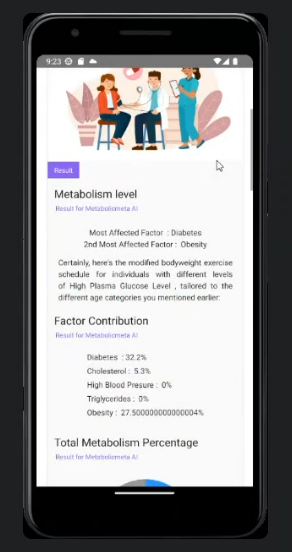 9:23
Result
Metabolism level
Result for Metabolicmeta AI
Most Affected Factor : Diabetes
2nd Most Affected Factor : Obesity
Certainly, here's the modified bodyweight exercise
schedule for individuals with different levels
of High Plasma Glucose Level , tailored to the
different age categories you mentioned earlier:
Factor Contribution
Result for Metabolicmeta AI
Diabetes : 32.2%
Cholesterol : 5.3%
High Blood Presure : 0%
Triglycerides : 0%
Obesity : 27.500000000000004%
Total Metabolism Percentage
Result for Metabolicmeta AI